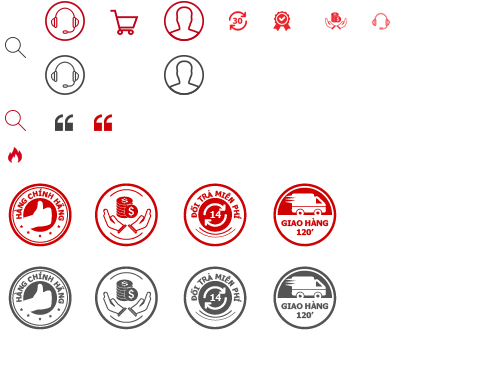 30
HÀNG CHÍNH HÃNG
$
ĐỔI TRẢ MIỄN PHÍ
14
GIAO HÀNG
120'
HÀNG CHÍNH HÃNG
$
ĐỔI TRẢ MIỄN PHÍ
14
GIAO HÀNG
120'